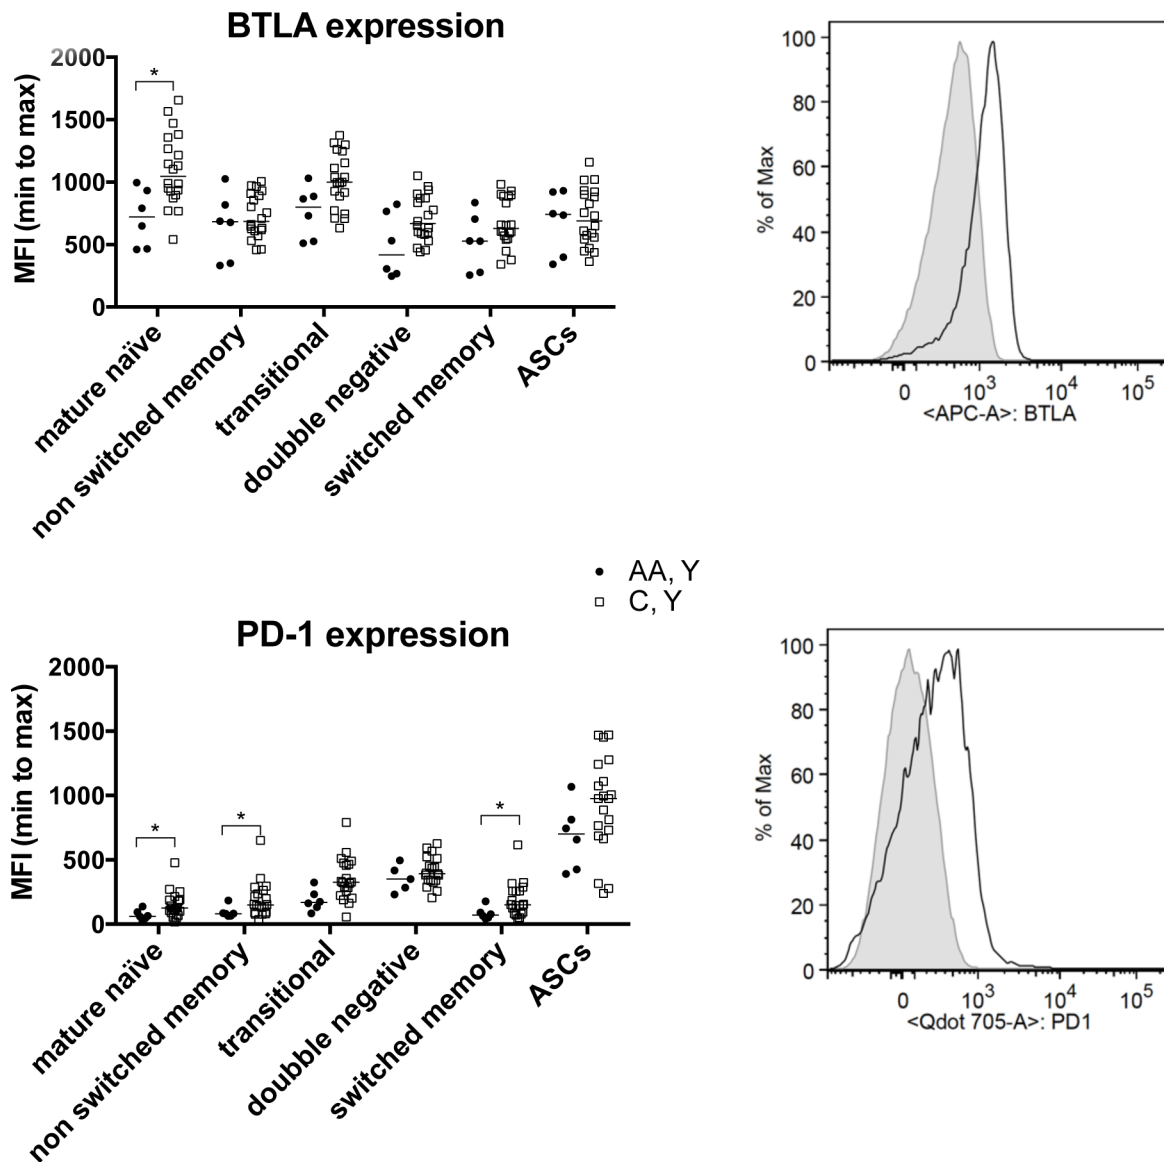 BTLA expression
2000
1500
1000
500
0
MFI (min to max)
*
mature naïve
non switched memory
transitional
doubble negative
switched memory
ASCs
100
80
60
40
20
0
% of Max
0 10³ 10⁴ 10⁵
<APC-A>: BTLA
AA, Y
C, Y
PD-1 expression
2000
1500
1000
500
0
MFI (min to max)
* * *
mature naïve
non switched memory
transitional
doubble negative
switched memory
ASCs
100
80
60
40
20
0
% of Max
0 10³ 10⁴ 10⁵
<Qdot 705-A>: PD1